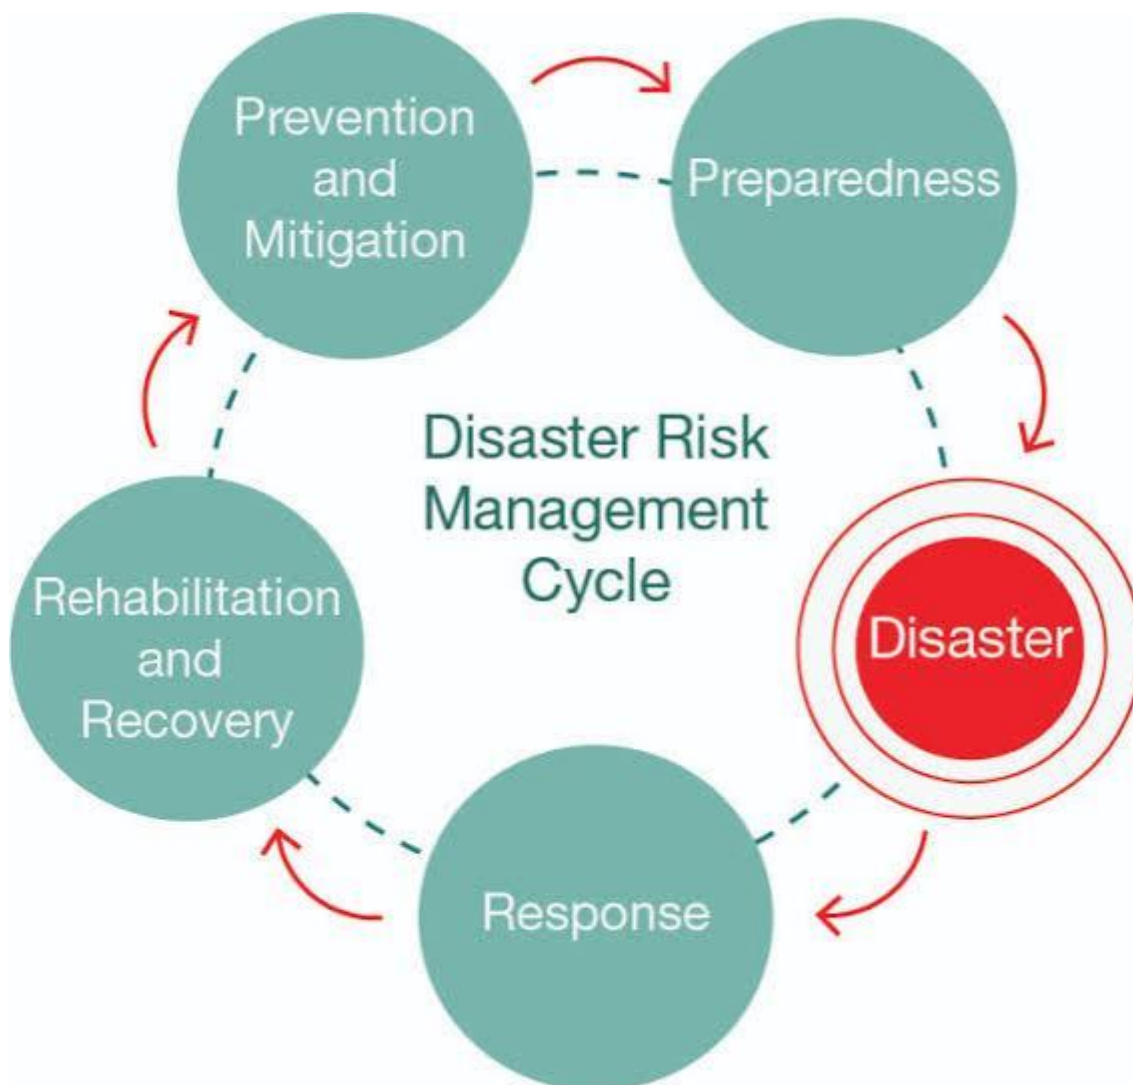 Prevention
and
Mitigation
Preparedness
Disaster Risk
Management
Cycle
Disaster
Response
Rehabilitation
and
Recovery